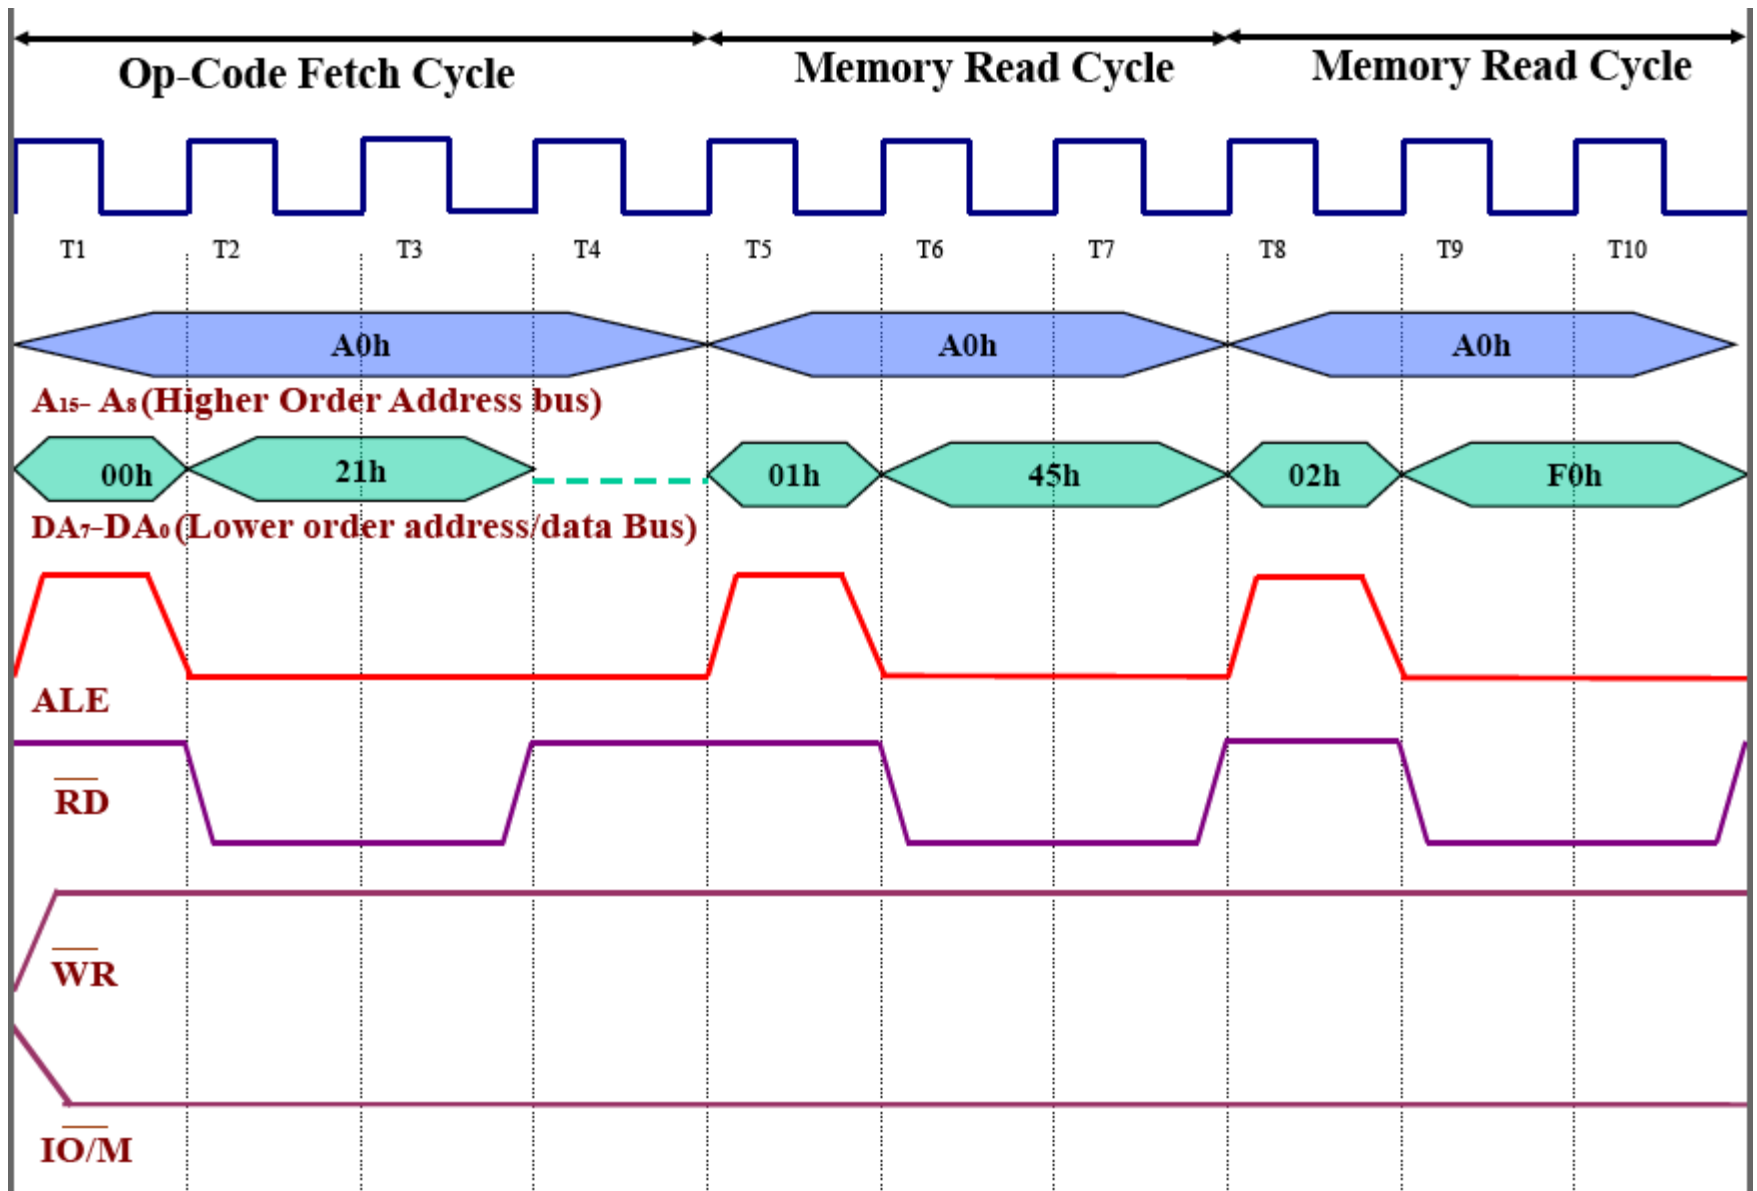 Op-Code Fetch Cycle Memory Read Cycle Memory Read Cycle
T1 T2 T3 T4 T5 T6 T7 T8 T9 T10
A0h A0h A0h
A15- A8(Higher Order Address bus)
00h 21h 01h 45h 02h F0h
DA7-DA0(Lower order address/data Bus)
ALE
RD
WR
IO/M